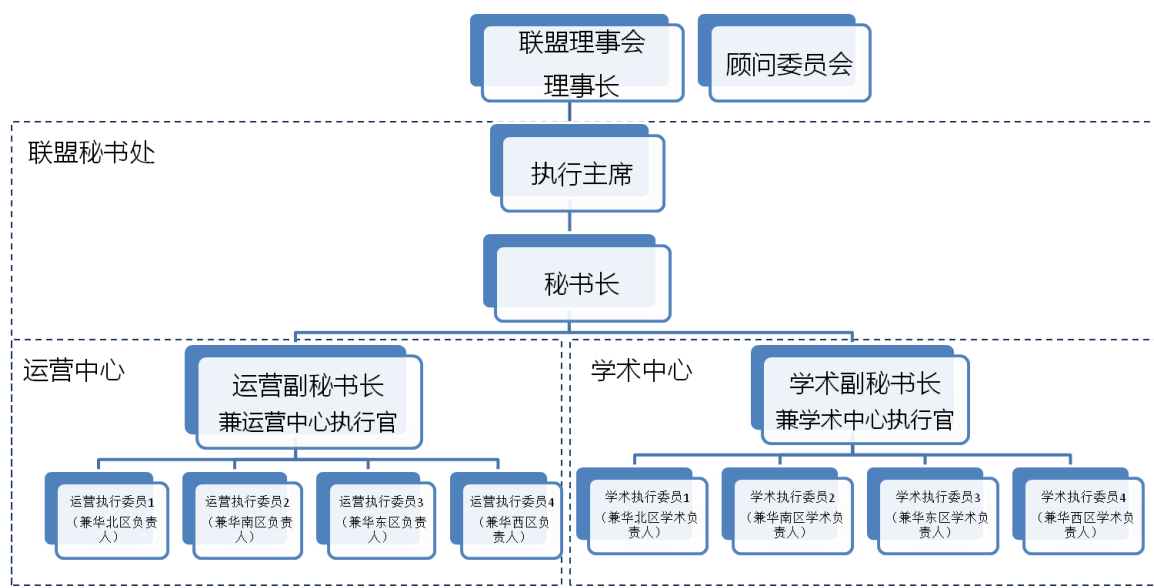 联盟理事会
理事长
顾问委员会
联盟秘书处
执行主席
秘书长
运营中心
运营副秘书长
兼运营中心执行官
学术中心
学术副秘书长
兼学术中心执行官
运营执行委员1
（兼华北区负责
人）
运营执行委员2
（兼华南区负责
人）
运营执行委员3
（兼华东区负责
人）
运营执行委员4
（兼华西区负
责人）
学术执行委员1
（兼华北区学术负
责人）
学术执行委员2
（兼华南区学术负
责人）
学术执行委员3
（兼华东区学术负
责人）
学术执行委员4
（兼华西区学术负
责人）